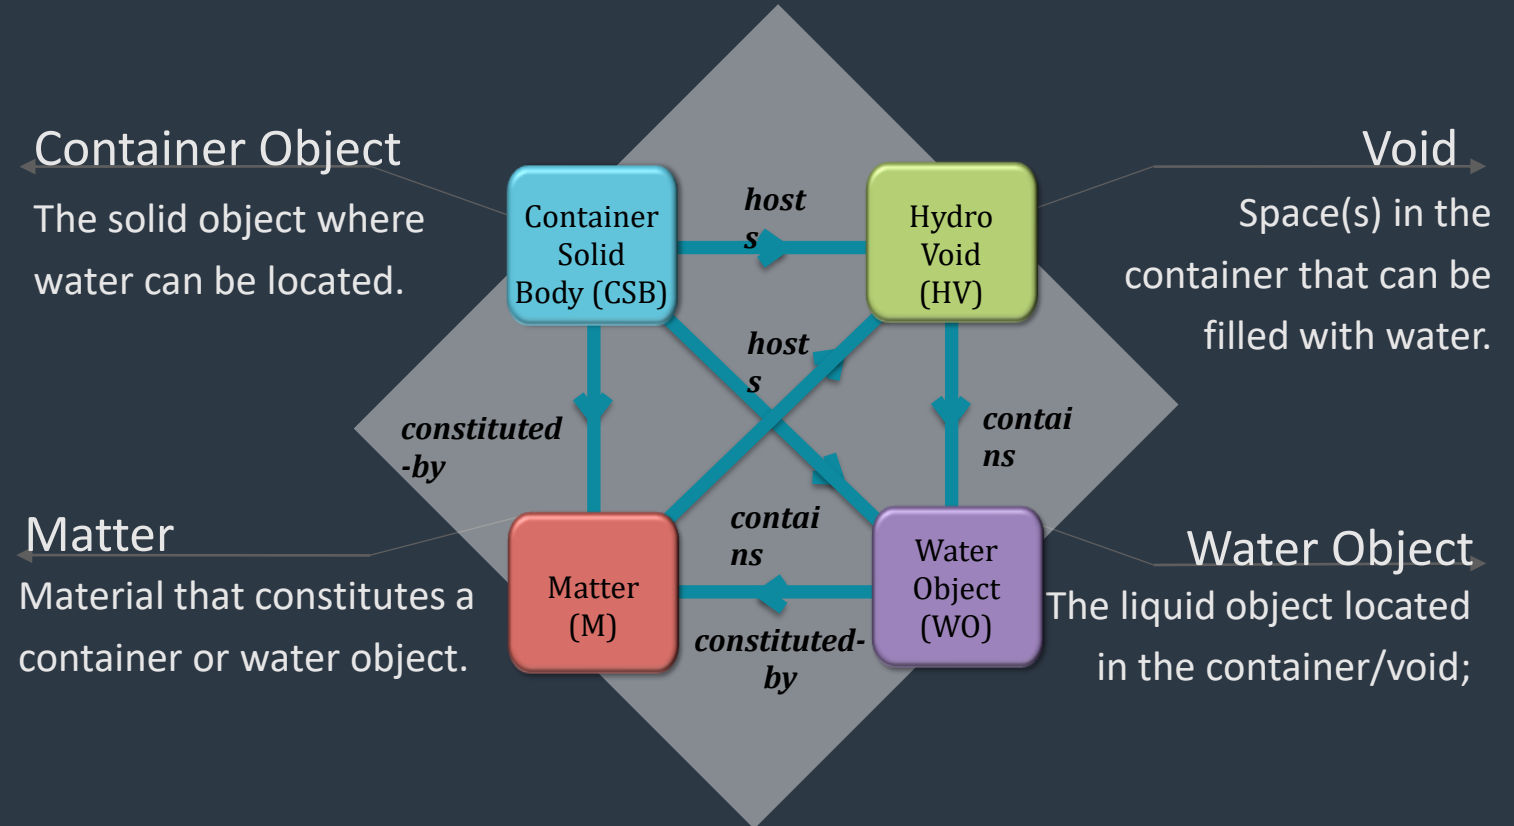 Container Object
The solid object where
water can be located.
Container
Solid
Body (CSB)
host
s
Hydro
Void
(HV)
Void
Space(s) in the
container that can be
filled with water.
host
s
constituted
-by
contai
ns
Matter
Material that constitutes a
container or water object.
Matter
(M)
contai
ns
constituted-
by
Water
Object
(WO)
Water Object
The liquid object located
in the container/void;